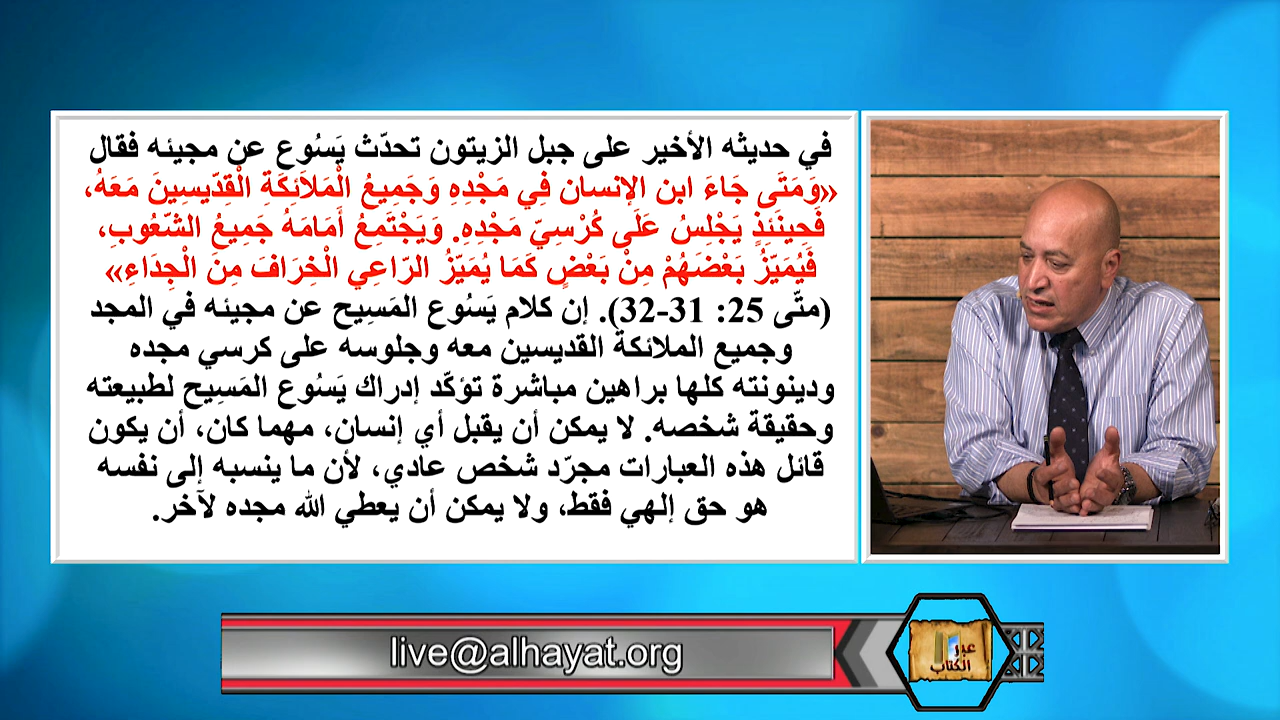 في حديثه الأخير على جبل الزيتون تحدّث يَسُوع عن مجيئه فقال
«وَمَتَى جَاءَ ابن الإنسان فِي مَجْدِهِ وَجَمِيعُ الْمَلاَئِكَةُ الْقِدّيسِينَ مَعَهُ،
فَحِينَئِذٍ يَجْلِسُ عَلَى كُرْسِيّ مَجْدِهِ. وَيَجْتَمِعُ أَمَامَهُ جَمِيعُ الشّعُوبِ،
فَيُمَيّزُ بَعْضَهُمْ مِنْ بَعْضٍ كَمَا يُمَيّزُ الرّاعِي الْخِرَافَ مِنَ الْجِدَاءِ»
(متّى 25: 31-32). إن كلام يَسُوع المَسِيح عن مجيئه في المجد
وجميع الملائكة القديسين معه وجلوسه على كرسي مجده
ودينونته كلها براهين مباشرة تؤكّد إدراك يَسُوع المَسِيح لطبيعته
وحقيقة شخصه. لا يمكن أن يقبل أي إنسان، مهما كان، أن يكون
قائل هذه العبارات مجرّد شخص عادي، لأن ما ينسبه إلى نفسه
هو حق إلهي فقط، ولا يمكن أن يعطي الله مجده لآخر.
live@alhayat.org
عبر
الكتاب